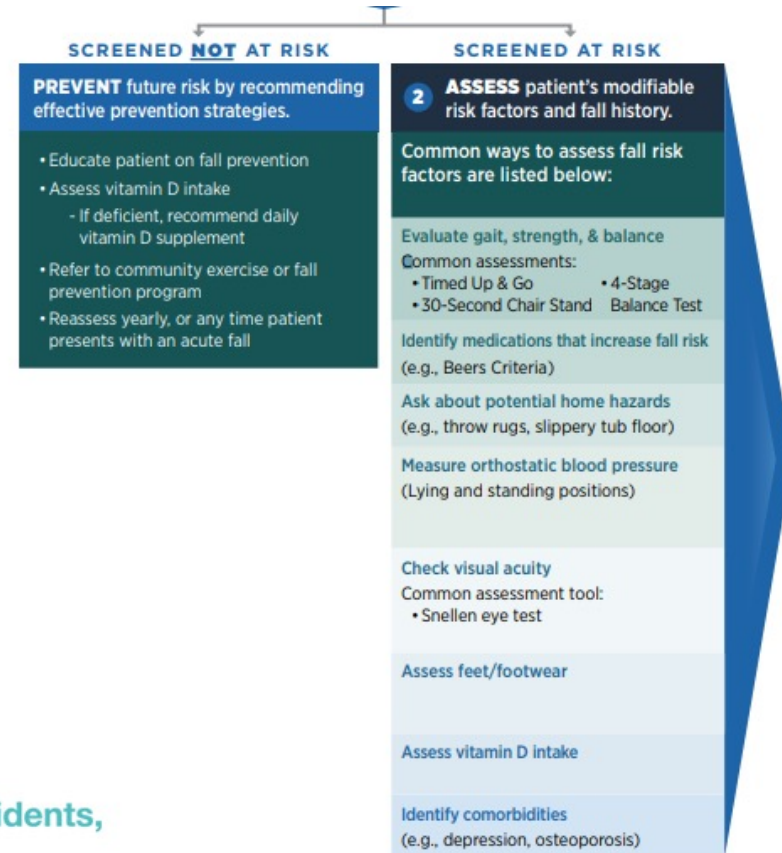 SCREENED NOT AT RISK
PREVENT future risk by recommending
effective prevention strategies.
• Educate patient on fall prevention
• Assess vitamin D intake
- If deficient, recommend daily
vitamin D supplement
• Refer to community exercise or fall
prevention program
• Reassess yearly, or any time patient
presents with an acute fall
SCREENED AT RISK
2 ASSESS patient's modifiable
risk factors and fall history.
Common ways to assess fall risk
factors are listed below:
Evaluate gait, strength, & balance
Common assessments:
• Timed Up & Go • 4-Stage
• 30-Second Chair Stand Balance Test
Identify medications that increase fall risk
(e.g., Beers Criteria)
Ask about potential home hazards
(e.g., throw rugs, slippery tub floor)
Measure orthostatic blood pressure
(Lying and standing positions)
Check visual acuity
Common assessment tool:
• Snellen eye test
Assess feet/footwear
Assess vitamin D intake
Identify comorbidities
(e.g., depression, osteoporosis)